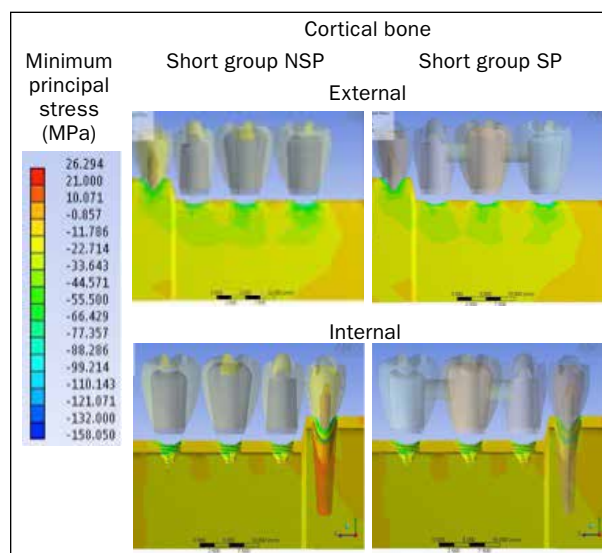 Cortical bone
Minimum
principal
stress
(MPa)
Short group NSP
Short group SP
External
26.294
21.000
10.071
-0.857
-11.786
-22.714
-33.643
-44.571
-55.500
-66.429
-77.357
-88.286
-99.214
-110.143
-121.071
-132.000
-158.050
Internal